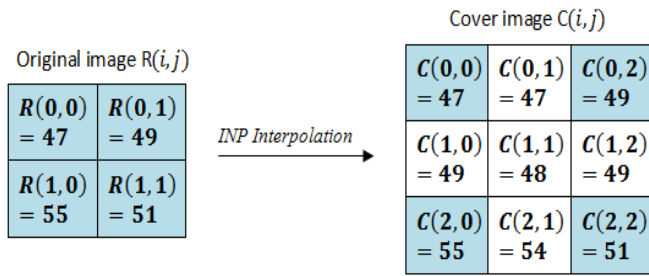 Cover image C(i,j)
Original image R(i,j)
C(0,0) C(0,1) C(0,2)
= 47 = 47 = 49
R(0,0) R(0,1)
= 47 = 49
INP Interpolation
C(1,0) C(1,1) C(1,2)
= 49 = 48 = 49
R(1,0) R(1,1)
= 55 = 51
C(2,0) C(2,1) C(2,2)
= 55 = 54 = 51